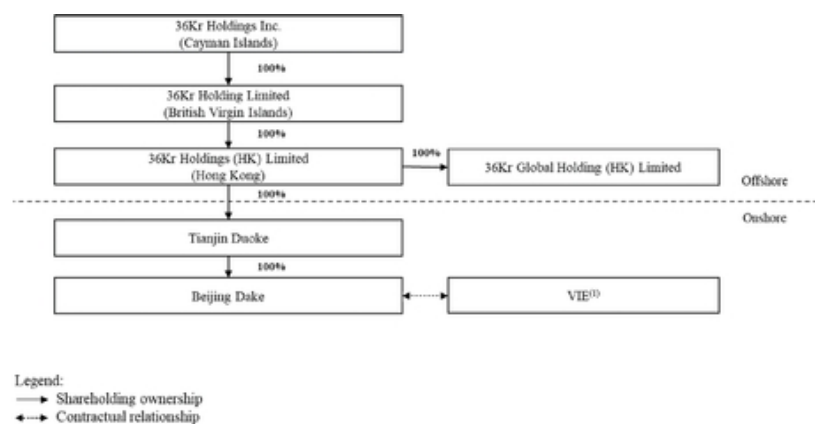 36Kr Holdings Inc.
(Cayman Islands)
100%
36Kr Holding Limited
(British Virgin Islands)
100%
36Kr Holdings (HK) Limited
(Hong Kong)
100%
36Kr Global Holding (HK) Limited
Offshore
100%
Onshore
Tianjin Duoke
100%
Beijing Dake
VIE(1)
Legend:
Shareholding ownership
Contractual relationship